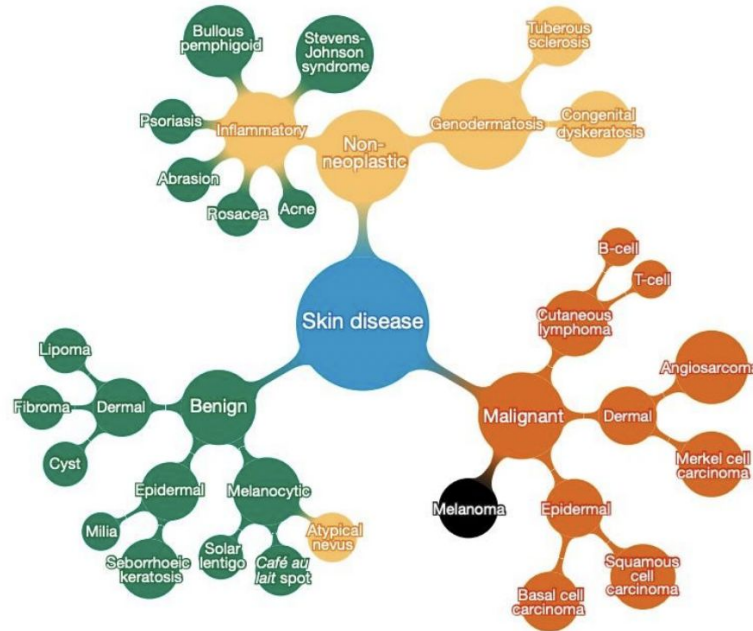 Bullous
pemphigoid
Stevens-
Johnson
syndrome
Tuberous
sclerosis
Psoriasis
Inflammatory
Non-
neoplastic
Genodermatosis
Congenital
dyskeratosis
Abrasion
Rosacea
Acne
Skin disease
B-cell
T-cell
Cutaneous
lymphoma
Lipoma
Fibroma
Dermal
Benign
Cyst
Epidermal
Melanocytic
Milia
Seborrhoeic
keratosis
Solar
lentigo
Café au
lait spot
Atypical
nevus
Malignant
Dermal
Angiosarcoma
Merkel cell
carcinoma
Melanoma
Epidermal
Basal cell
carcinoma
Squamous
cell
carcinoma